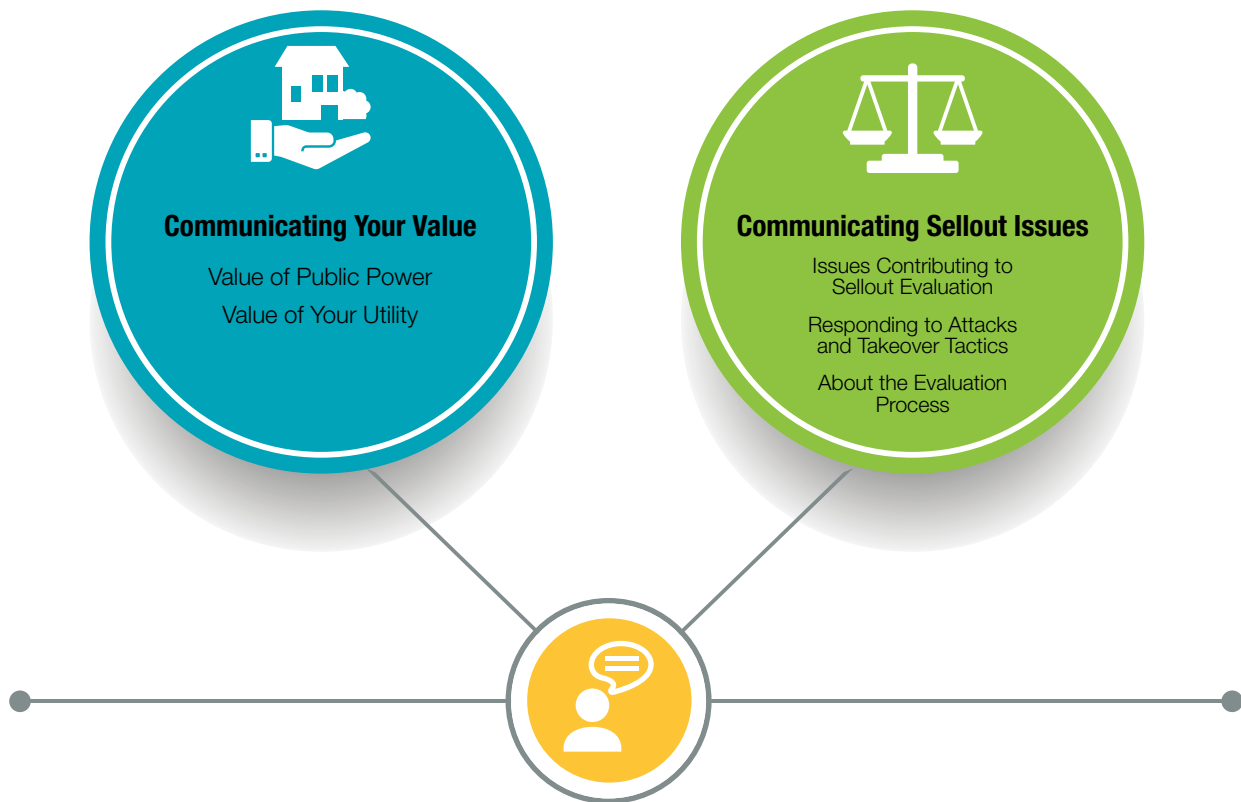 Communicating Your Value
Value of Public Power
Value of Your Utility
Communicating Sellout Issues
Issues Contributing to
Sellout Evaluation
Responding to Attacks
and Takeover Tactics
About the Evaluation
Process